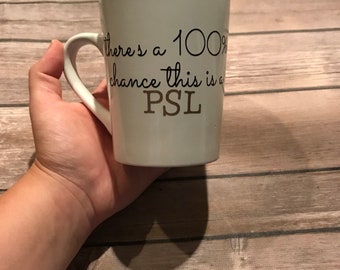 there's a 100%
chance this is a
PSL